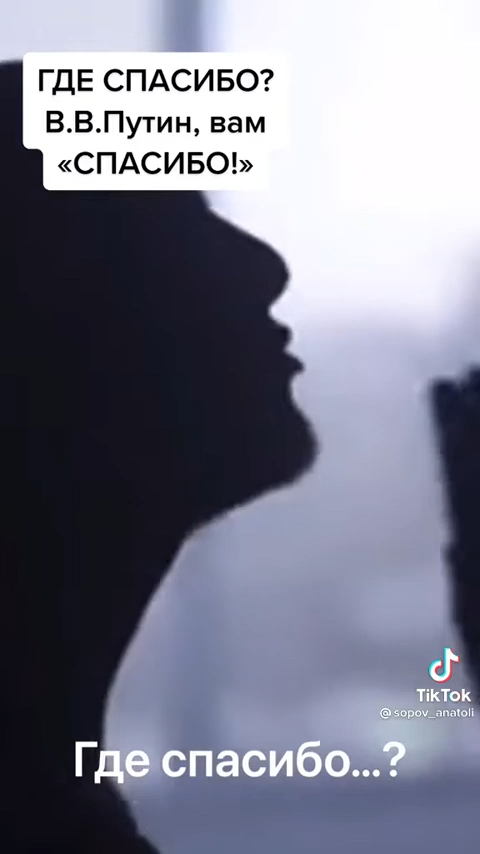 ГДЕ СПАСИБО?
В.В.Путин, вам
«СПАСИБО!»
TikTok
@sopov_anatoli
Где спасибо...?